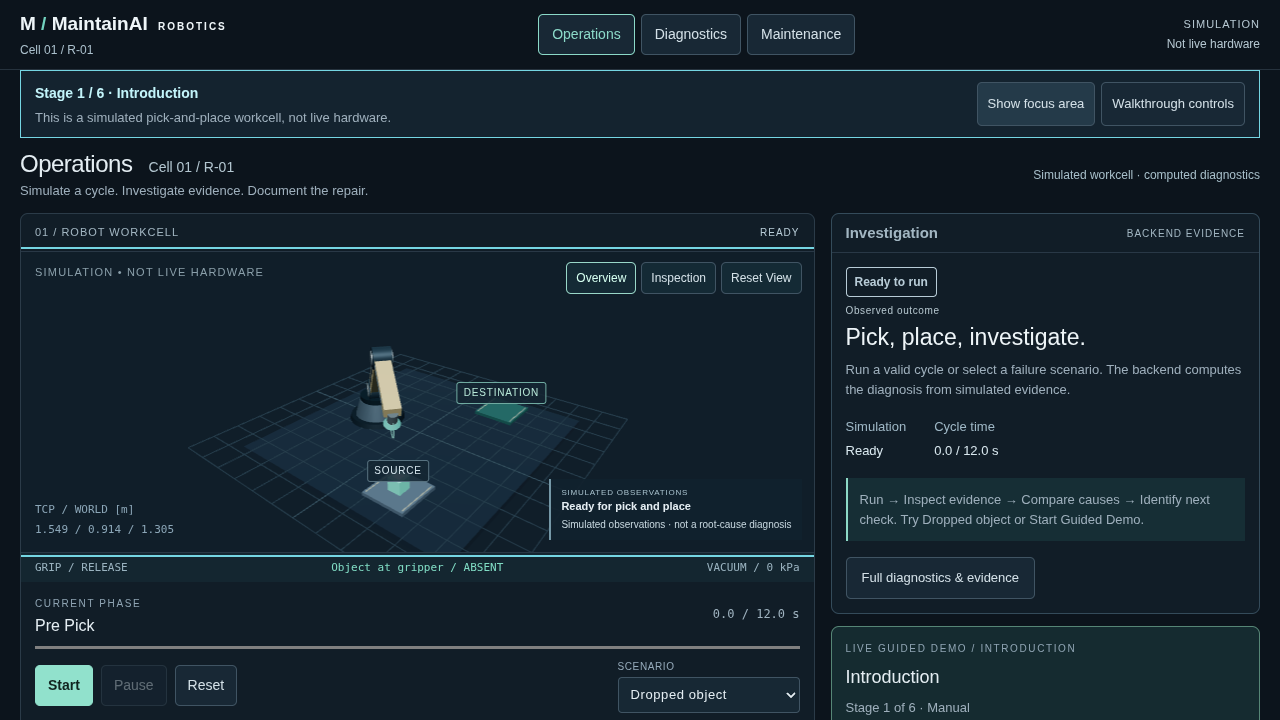 M / MaintainAI ROBOTICS
Cell 01 / R-01
Operations
Diagnostics
Maintenance
SIMULATION
Not live hardware
Stage 1 / 6 · Introduction
This is a simulated pick-and-place workcell, not live hardware.
Show focus area
Walkthrough controls
Operations Cell 01 / R-01
Simulate a cycle. Investigate evidence. Document the repair.
Simulated workcell · computed diagnostics
01 / ROBOT WORKCELL
READY
SIMULATION • NOT LIVE HARDWARE
Overview
Inspection
Reset View
DESTINATION
SOURCE
TCP / WORLD [m]
1.549 / 0.914 / 1.305
SIMULATED OBSERVATIONS
Ready for pick and place
Simulated observations · not a root-cause diagnosis
GRIP / RELEASE
Object at gripper / ABSENT
VACUUM / 0 kPa
CURRENT PHASE
Pre Pick
0.0 / 12.0 s
Start
Pause
Reset
SCENARIO
Dropped object
Investigation
BACKEND EVIDENCE
Ready to run
Observed outcome
Pick, place, investigate.
Run a valid cycle or select a failure scenario. The backend computes
the diagnosis from simulated evidence.
Simulation Cycle time
Ready 0.0 / 12.0 s
Run → Inspect evidence → Compare causes → Identify next
check. Try Dropped object or Start Guided Demo.
Full diagnostics & evidence
LIVE GUIDED DEMO / INTRODUCTION
Introduction
Stage 1 of 6 · Manual